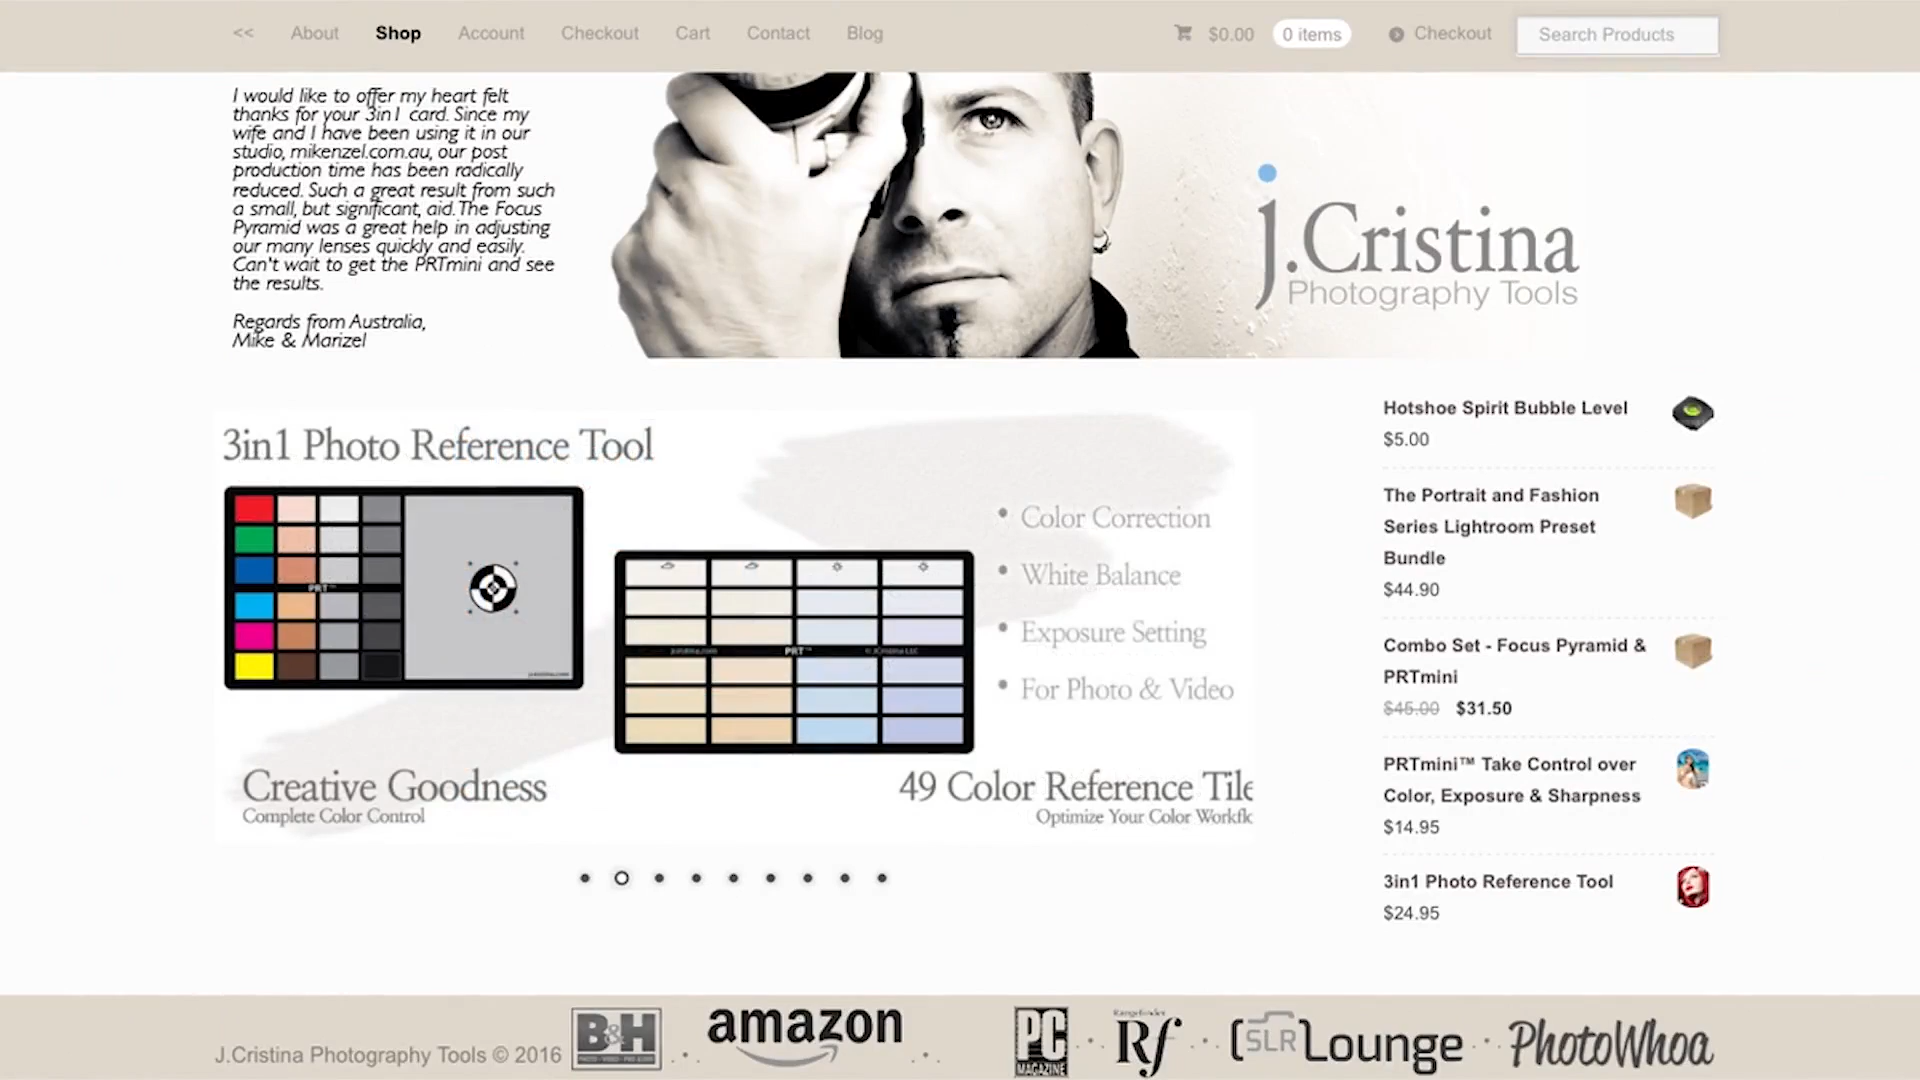 << About Shop Account Checkout Cart Contact Blog $0.00 0 items Checkout Search Products
I would like to offer my heart felt
thanks for your 3in1 card. Since my
wife and I have been using it in our
studio, mikenzel.com.au, our post
production time has been radically
reduced. Such a great result from such
a small, but significant, aid. The Focus
Pyramid was a great help in adjusting
our many lenses quickly and easily.
Can't wait to get the PRTmini and see
the results.
Regards from Australia,
Mike & Marizel
j.Cristina
Photography Tools
3in1 Photo Reference Tool
PRT™
PRT™
• Color Correction
• White Balance
• Exposure Setting
• For Photo & Video
Creative Goodness
Complete Color Control
49 Color Reference Tile
Optimize Your Color Workfl
Hotshoe Spirit Bubble Level
$5.00
The Portrait and Fashion
Series Lightroom Preset
Bundle
$44.90
Combo Set - Focus Pyramid &
PRTmini
$45.00 $31.50
PRTmini™ Take Control over
Color, Exposure & Sharpness
$14.95
3in1 Photo Reference Tool
$24.95
J.Cristina Photography Tools © 2016
B&H
PHOTO - VIDEO - PRO AUDIO
amazon
PC
MAGAZINE
Rangefinder
Rf
[SLR Lounge
PhotoWhoa